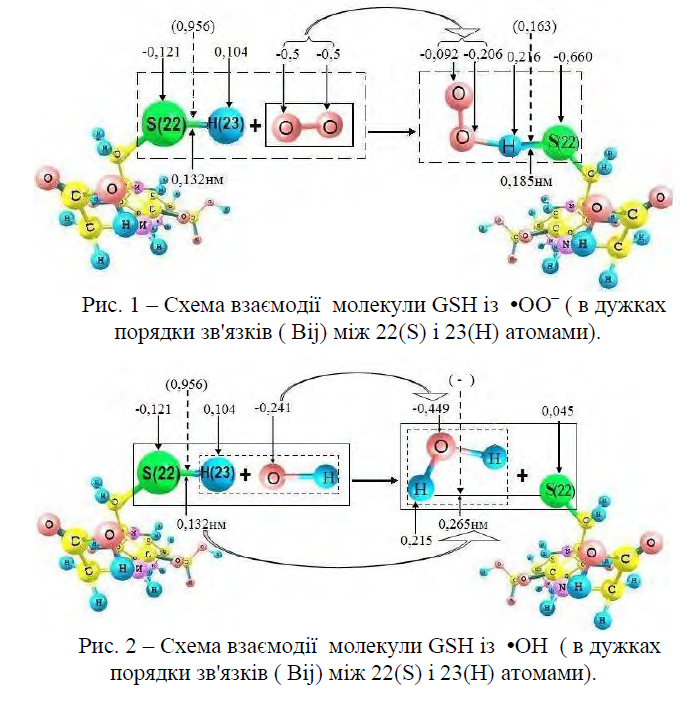 (0,956)
(0,163)
-0,121 0,104 -0,5 -0,5 -0,092 -0,206 0,216 -0,660
S(22) H(23) + O O
O O H S(22)
0,132нм
0,185нм
Рис. 1 – Схема взаємодії молекули GSH із •OO⁻ ( в дужках
порядки зв'язків ( Bij) між 22(S) і 23(H) атомами).
(0,956)
( - )
-0,121 0,104 -0,241 -0,449 0,045
S(22) H(23) + O H
O H H + S(22)
0,132нм
0,265нм
0,215
Рис. 2 – Схема взаємодії молекули GSH із •OH ( в дужках
порядки зв'язків ( Bij) між 22(S) і 23(H) атомами).